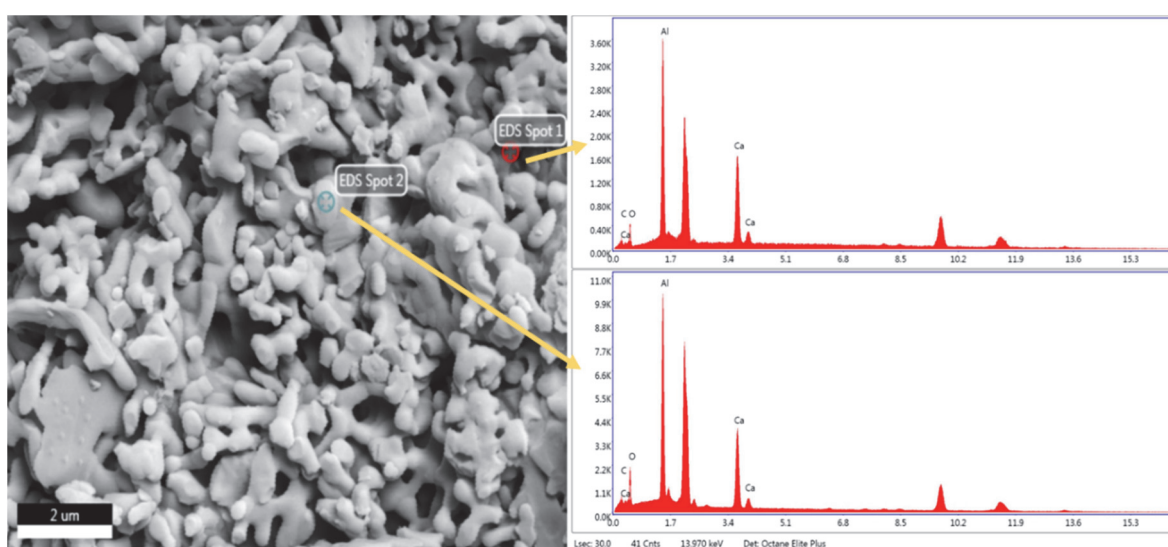 EDS Spot 1
EDS Spot 2
2 um
3.60K
3.20K
2.80K
2.40K
2.00K
1.60K
1.20K
0.80K
0.40K
0.00K
Al
Ca
Ca
C O
Ca
0.0 1.7 3.4 5.1 6.8 8.5 10.2 11.9 13.6 15.3
11.0K
9.9K
8.8K
7.7K
6.6K
5.5K
4.4K
3.3K
2.2K
1.1K
0.0K
Al
Ca
Ca
O
C
Ca
0.0 1.7 3.4 5.1 6.8 8.5 10.2 11.9 13.6 15.3
Lsec: 30.0 41 Cnts 13.970 keV Det: Octane Elite Plus